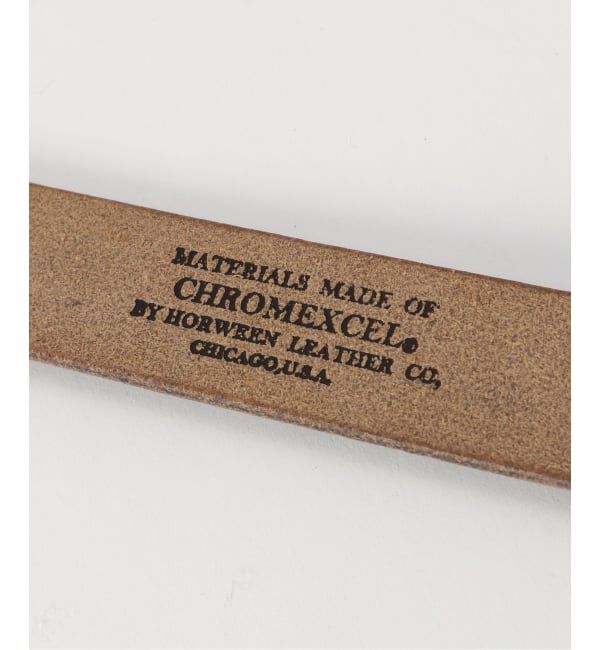 MATERIALS MADE OF
CHROMEXCEL®
BY HORWEEN LEATHER CO,
CHICAGO,U.S.A.